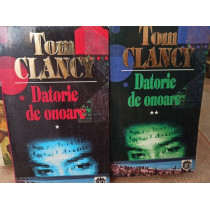 Tom
CLANCY
Datorie
de onoare
*
Tom
CLANCY
Datorie
de onoare
**